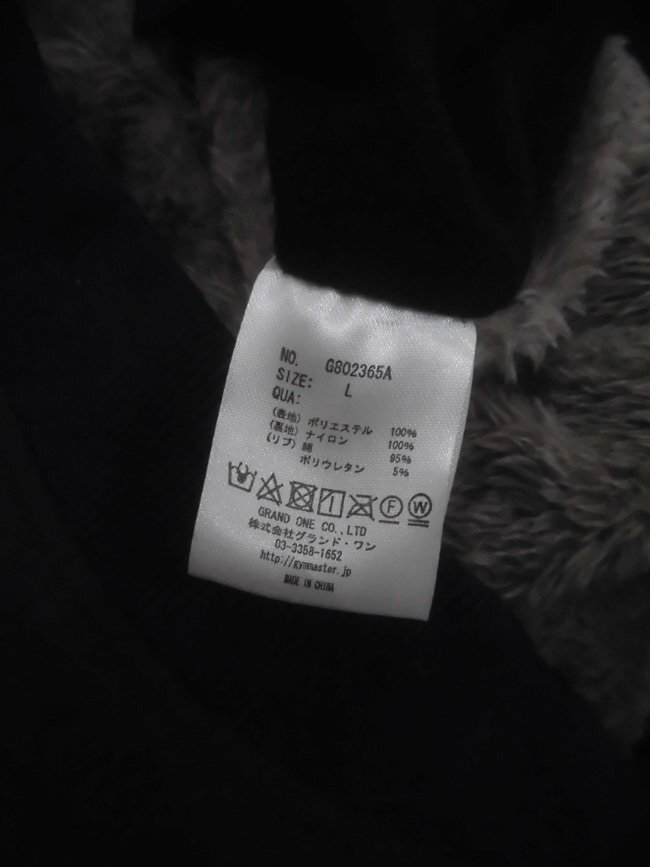 NO. G802365A
SIZE: L
QUA:
(表地) ポリエステル 100%
(裏地) ナイロン 100%
(リブ) 綿 95%
ポリウレタン 5%
F W
GRAND ONE CO.,LTD
株式会社グランド・ワン
03-3358-1652
http://gymmaster.jp
MADE IN CHINA